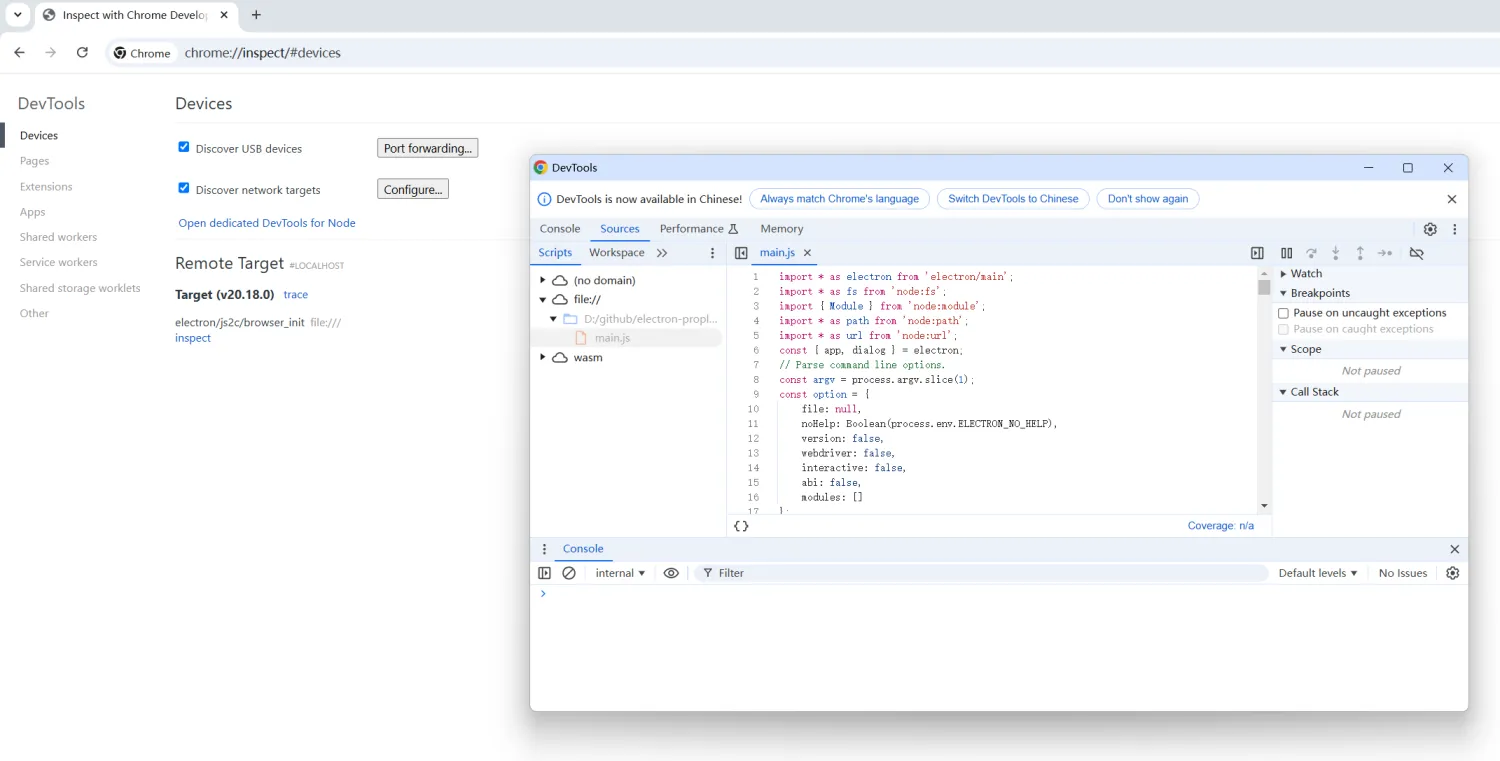 Inspect with Chrome Develop
Chrome chrome://inspect/#devices
DevTools
Devices
Pages
Extensions
Apps
Shared workers
Service workers
Shared storage worklets
Other
Devices
Discover USB devices Port forwarding...
Discover network targets Configure...
Open dedicated DevTools for Node
Remote Target #LOCALHOST
Target (v20.18.0) trace
electron/js2c/browser_init file:///
inspect
DevTools
DevTools is now available in Chinese! Always match Chrome's language Switch DevTools to Chinese Don't show again
Console Sources Performance Memory
Scripts Workspace
(no domain)
file://
D:/github/electron-propl...
main.js
wasm
main.js
1 import * as electron from 'electron/main';
2 import * as fs from 'node:fs';
3 import { Module } from 'node:module';
4 import * as path from 'node:path';
5 import * as url from 'node:url';
6 const { app, dialog } = electron;
7 // Parse command line options.
8 const argv = process.argv.slice(1);
9 const option = {
10 file: null,
11 noHelp: Boolean(process.env.ELECTRON_NO_HELP),
12 version: false,
13 webdriver: false,
14 interactive: false,
15 abi: false,
16 modules: []
17 };
{} Coverage: n/a
Watch
Breakpoints
Pause on uncaught exceptions
Pause on caught exceptions
Scope
Not paused
Call Stack
Not paused
Console
internal Filter Default levels No Issues